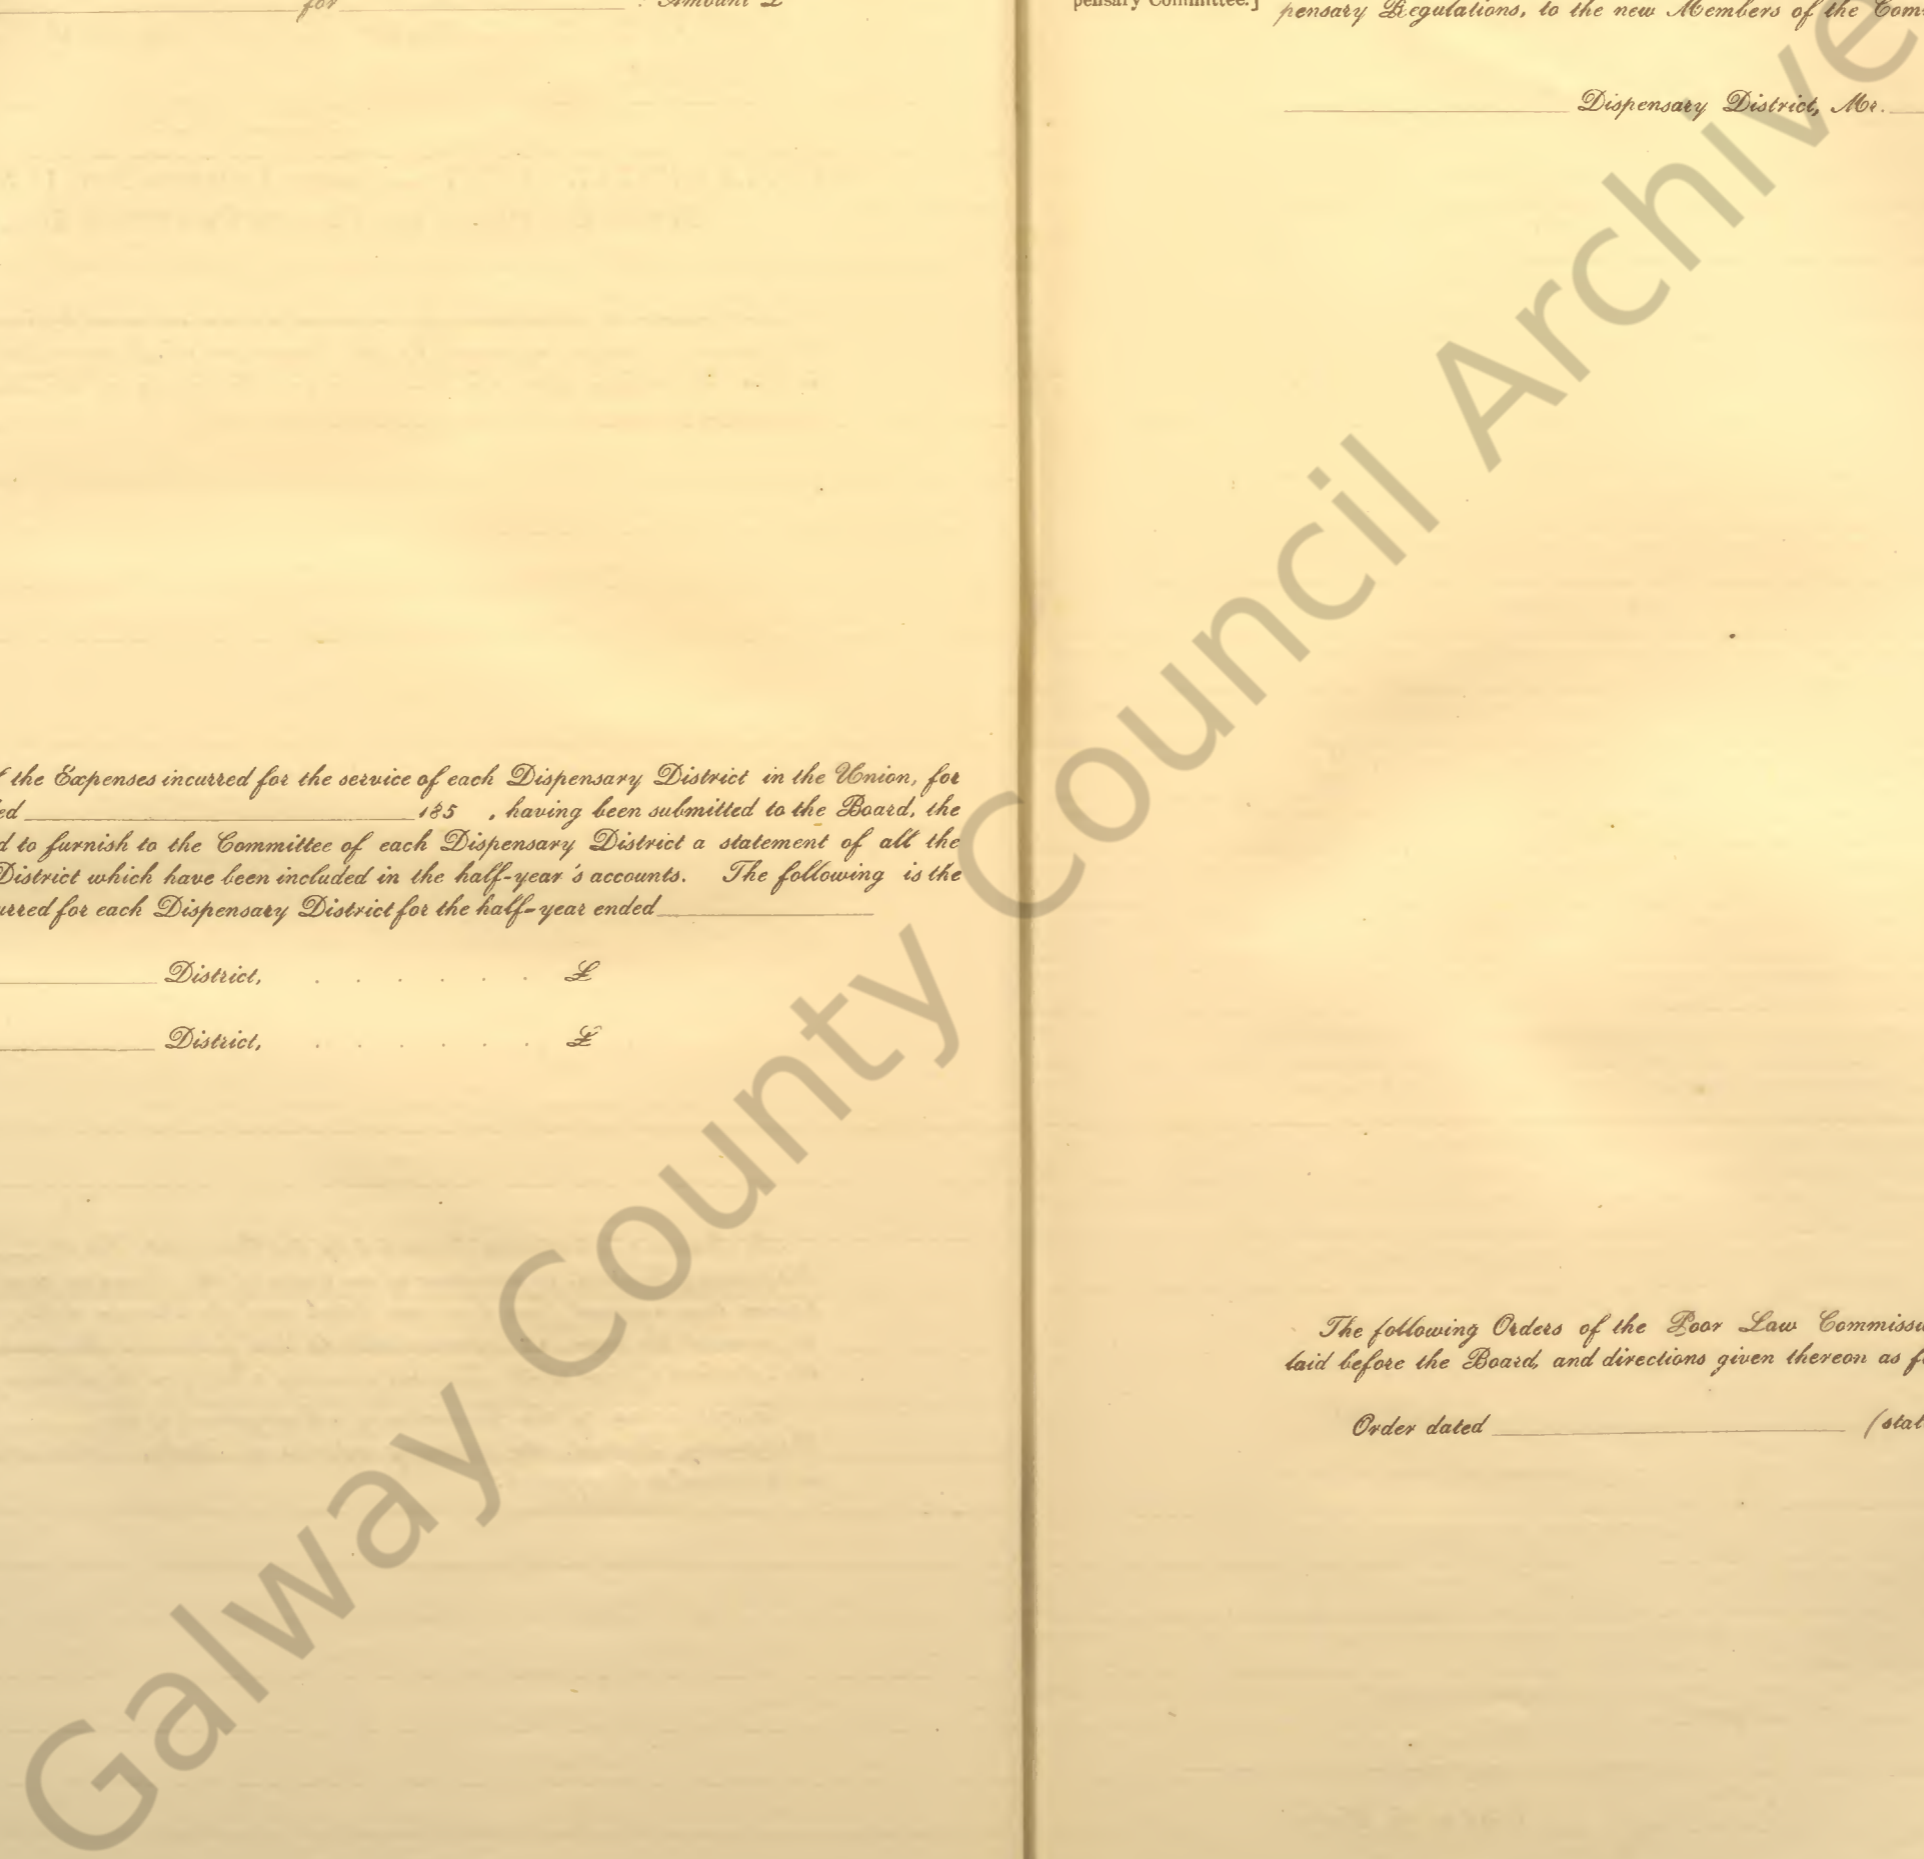 for . Amount £
f the Expenses incurred for the service of each Dispensary District in the Union, for
ed 185 , having been submitted to the Board, the
d to furnish to the Committee of each Dispensary District a statement of all the
District which have been included in the half-year's accounts. The following is the
urred for each Dispensary District for the half-year ended
District, . . . . . . £
District, . . . . . . £
pensary Committee.]
pensary Regulations, to the new Members of the Com
Dispensary District, Mr.
The following Orders of the Poor Law Commissi
laid before the Board, and directions given thereon as f
Order dated (stat
Galway County Council Archive